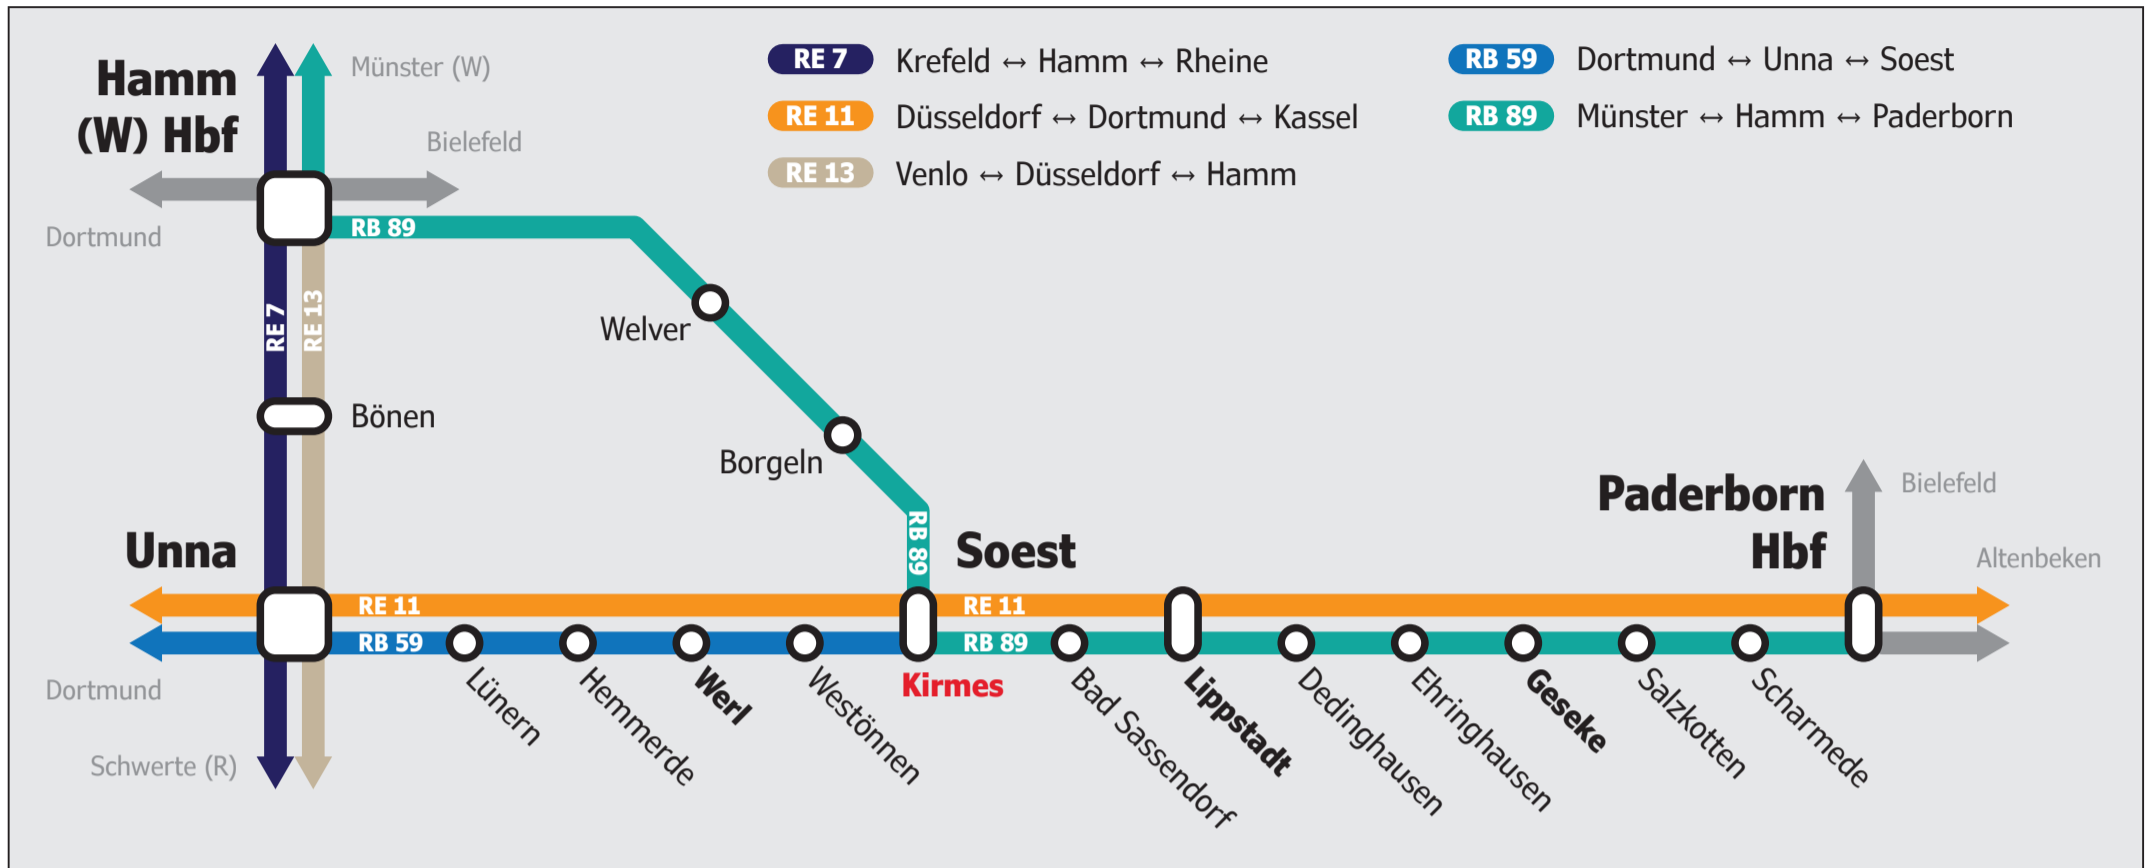 Hamm
(W) Hbf
Münster (W)
Bielefeld
Dortmund
RE 7 Krefeld ↔ Hamm ↔ Rheine
RE 11 Düsseldorf ↔ Dortmund ↔ Kassel
RE 13 Venlo ↔ Düsseldorf ↔ Hamm
RB 59 Dortmund ↔ Unna ↔ Soest
RB 89 Münster ↔ Hamm ↔ Paderborn
RB 89
RE 7
RE 13
Welver
Bönen
Borgeln
RB 89
Unna
Soest
Paderborn
Hbf
Bielefeld
Altenbeken
RE 11
RE 11
RB 59
RB 89
Dortmund
Schwerte (R)
Lünern
Hemmerde
Werl
Westönnen
Kirmes
Bad Sassendorf
Lippstadt
Dedinghausen
Ehringhausen
Geseke
Salzkotten
Scharmede